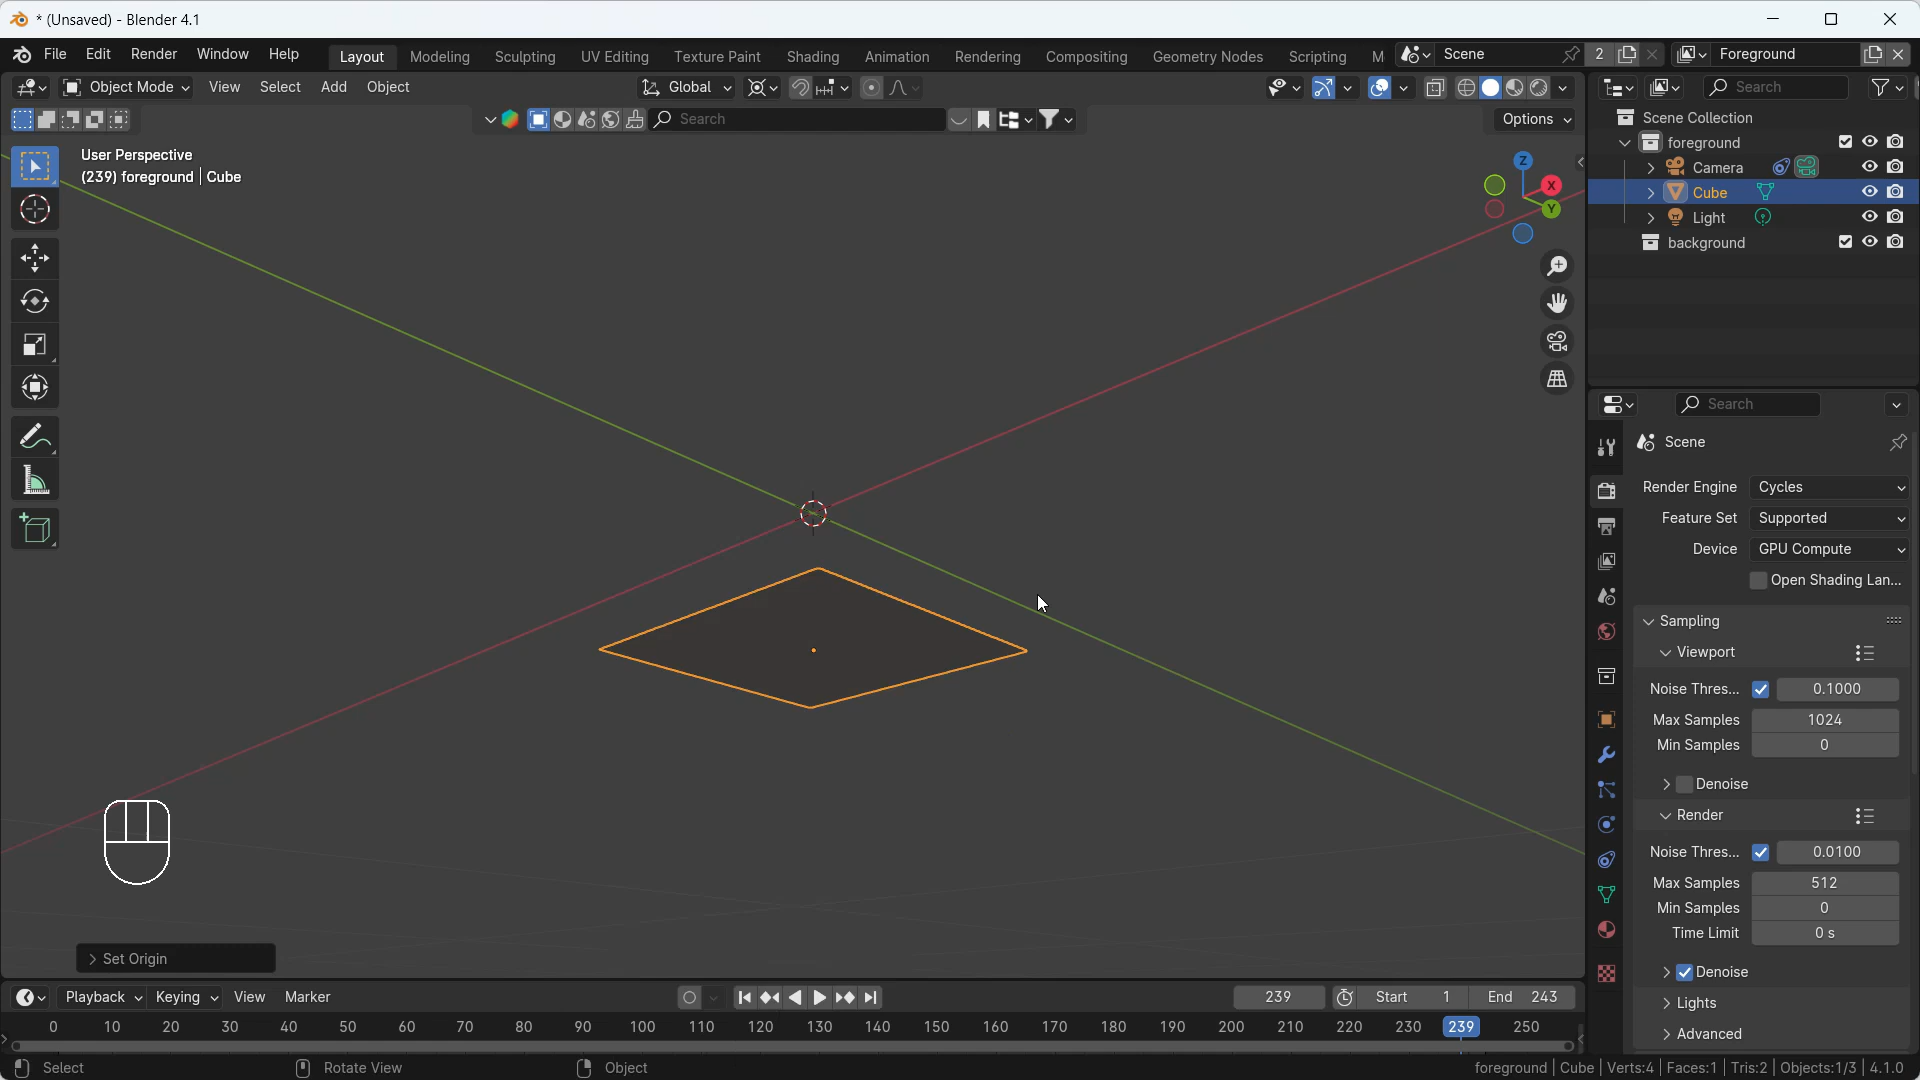 * (Unsaved) - Blender 4.1
File Edit Render Window Help Layout Modeling Sculpting UV Editing Texture Paint Shading Animation Rendering Compositing Geometry Nodes Scripting M Scene 2 Foreground
Object Mode View Select Add Object Global Search
Search Options
User Perspective
(239) foreground | Cube
Z
X
Y
Scene Collection
foreground
Camera
Cube
Light
background
Search
Scene
Render Engine Cycles
Feature Set Supported
Device GPU Compute
Open Shading Lan...
Sampling
Viewport
Noise Thres... 0.1000
Max Samples 1024
Min Samples 0
Denoise
Render
Noise Thres... 0.0100
Max Samples 512
Min Samples 0
Time Limit 0 s
Denoise
Lights
Advanced
Set Origin
Playback Keying View Marker 239 Start 1 End 243
0 10 20 30 40 50 60 70 80 90 100 110 120 130 140 150 160 170 180 190 200 210 220 230 239 250
Select Rotate View Object foreground | Cube | Verts:4 | Faces:1 | Tris:2 | Objects:1/3 | 4.1.0